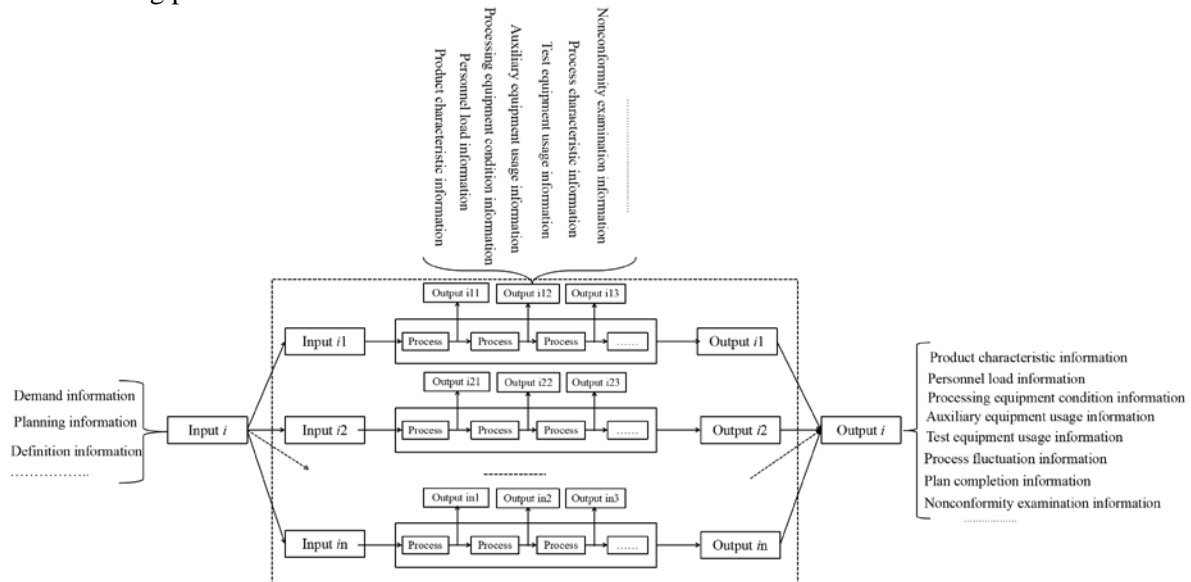 Product characteristic information
Personnel load information
Processing equipment condition information
Auxiliary equipment usage information
Test equipment usage information
Process characteristic information
Nonconformity examination information
Output i11
Output i12
Output i13
Input i1
Process
Process
Process
......
Output i1
Output i21
Output i22
Output i23
Demand information
Planning information
Definition information
Input i
Input i2
Process
Process
Process
......
Output i2
Output i
Product characteristic information
Personnel load information
Processing equipment condition information
Auxiliary equipment usage information
Test equipment usage information
Process fluctuation information
Plan completion information
Nonconformity examination information
Output in1
Output in2
Output in3
Input in
Process
Process
Process
......
Output in